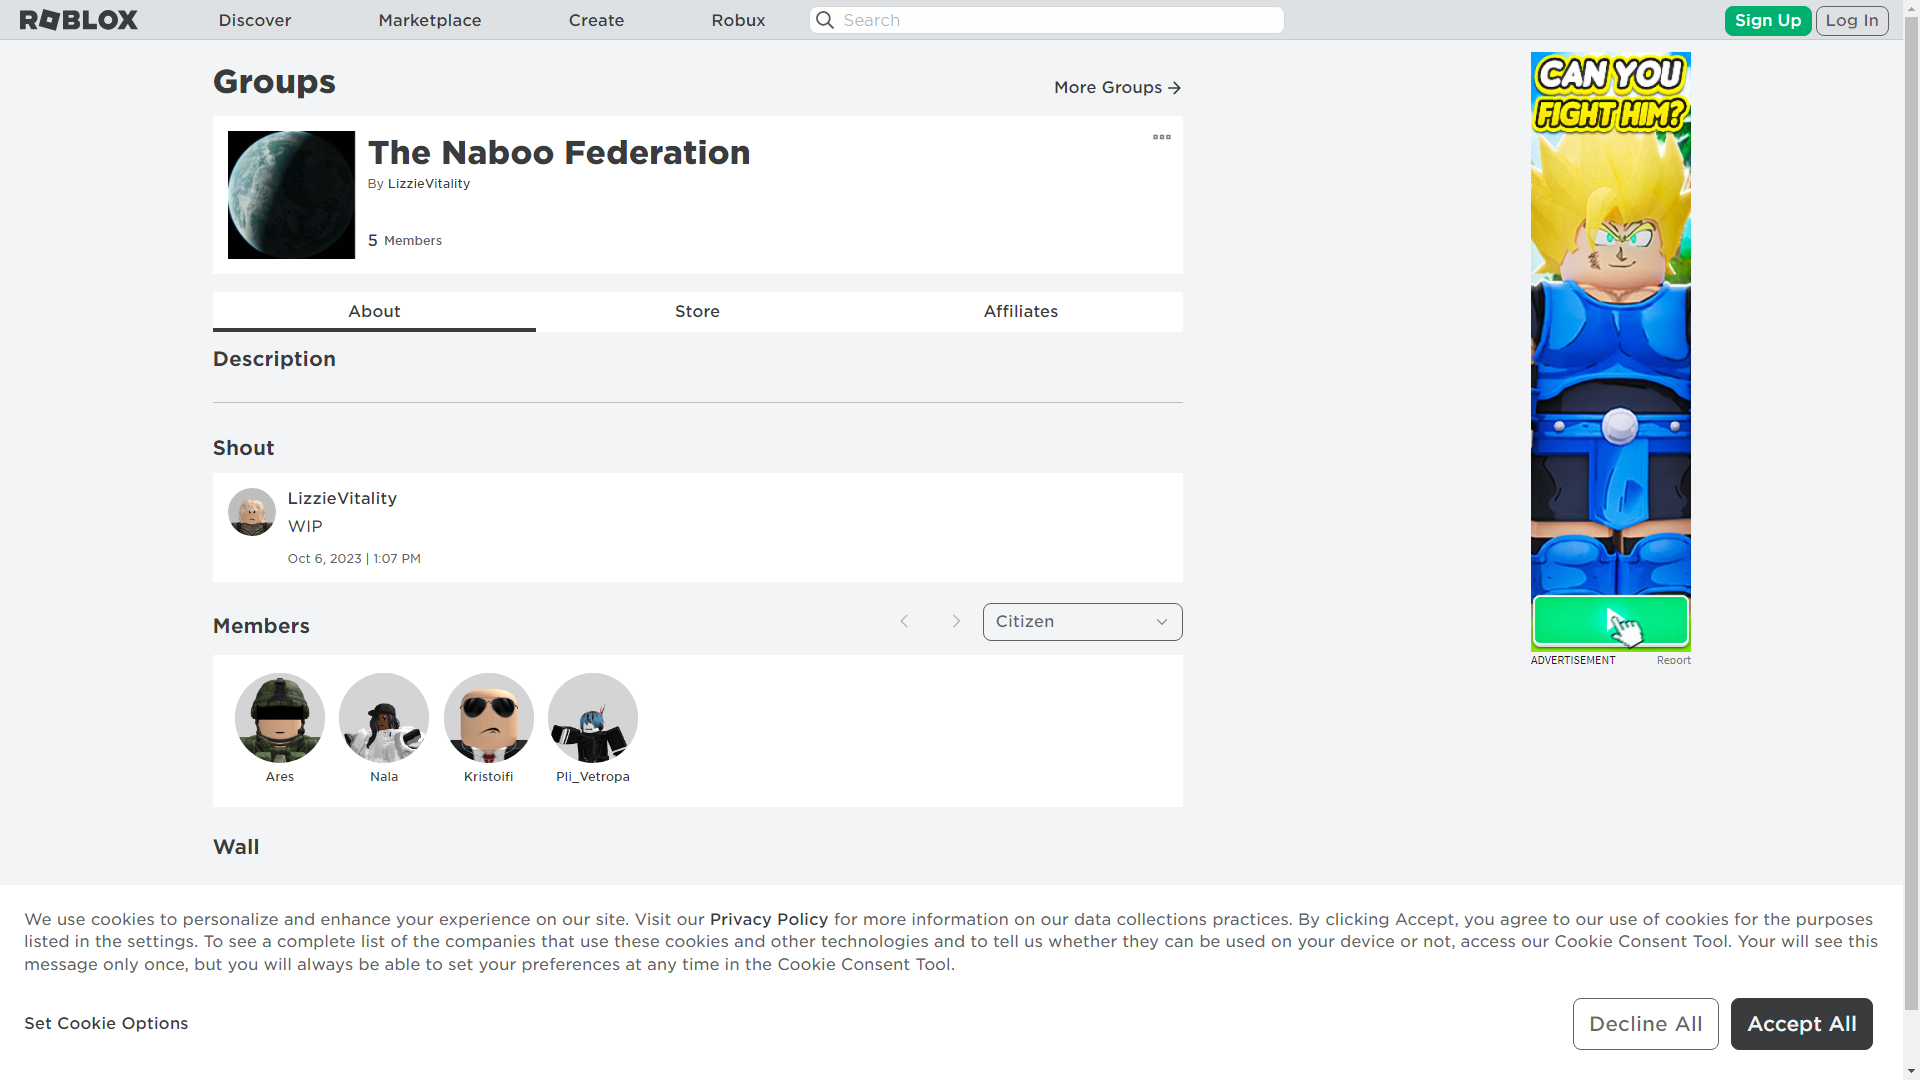 ROBLOX
Discover
Marketplace
Create
Robux
Search
Sign Up
Log In
Groups
More Groups
The Naboo Federation
By LizzieVitality
5 Members
About
Store
Affiliates
Description
Shout
LizzieVitality
WIP
Oct 6, 2023 | 1:07 PM
Members
Citizen
Ares
Nala
Kristoifi
Pli_Vetropa
Wall
CAN YOU
FIGHT HIM?
ADVERTISEMENT
Report
We use cookies to personalize and enhance your experience on our site. Visit our Privacy Policy for more information on our data collections practices. By clicking Accept, you agree to our use of cookies for the purposes
listed in the settings. To see a complete list of the companies that use these cookies and other technologies and to tell us whether they can be used on your device or not, access our Cookie Consent Tool. Your will see this
message only once, but you will always be able to set your preferences at any time in the Cookie Consent Tool.
Set Cookie Options
Decline All
Accept All